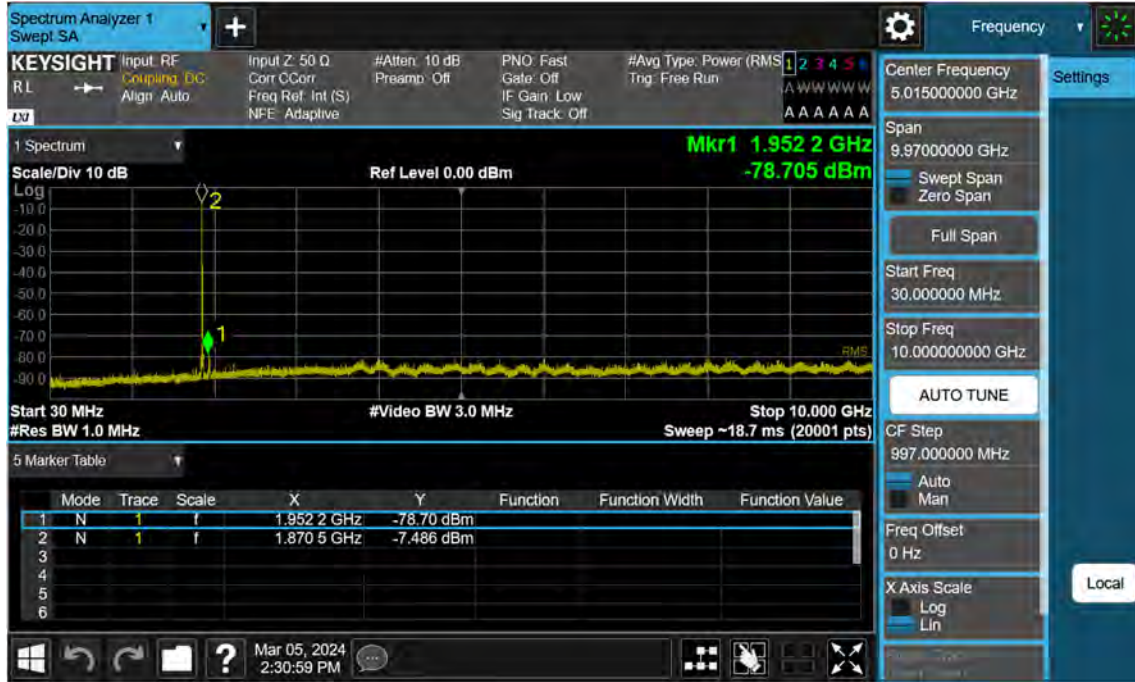 Spectrum Analyzer 1
Swept SA
+
Frequency
KEYSIGHT
RL
LXI
Input: RF
Coupling: DC
Align: Auto
Input Z: 50 Ω
Corr CCorr
Freq Ref: Int (S)
NFE: Adaptive
#Atten: 10 dB
Preamp: Off
PNO: Fast
Gate: Off
IF Gain: Low
Sig Track: Off
#Avg Type: Power (RMS
Trig: Free Run
1 2 3 4 5 6
A W W W W W
A A A A A A
1 Spectrum
Scale/Div 10 dB
Ref Level 0.00 dBm
Mkr1 1.952 2 GHz
-78.705 dBm
Log
-10.0
-20.0
-30.0
-40.0
-50.0
-60.0
-70.0
-80.0
-90.0
2
1
RMS
Start 30 MHz
#Video BW 3.0 MHz
Stop 10.000 GHz
#Res BW 1.0 MHz
Sweep ~18.7 ms (20001 pts)
5 Marker Table
Mode Trace Scale X Y Function Function Width Function Value
1 N 1 f 1.952 2 GHz -78.70 dBm
2 N 1 f 1.870 5 GHz -7.486 dBm
3
4
5
6
?
Mar 05, 2024
2:30:59 PM
Center Frequency
5.015000000 GHz
Span
9.97000000 GHz
Swept Span
Zero Span
Full Span
Start Freq
30.000000 MHz
Stop Freq
10.000000000 GHz
AUTO TUNE
CF Step
997.000000 MHz
Auto
Man
Freq Offset
0 Hz
X Axis Scale
Log
Lin
Settings
Local